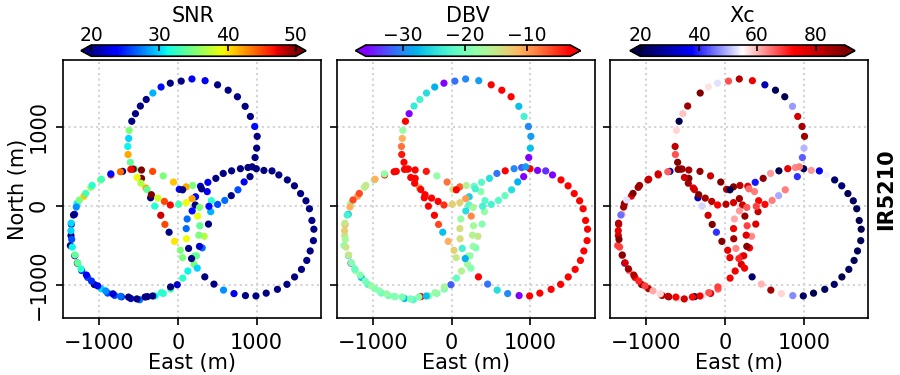 SNR DBV Xc
20 30 40 50 −30 −20 −10 20 40 60 80
North (m)
1000
0
−1000
−1000 0 1000 −1000 0 1000 −1000 0 1000
East (m) East (m) East (m)
IR5210